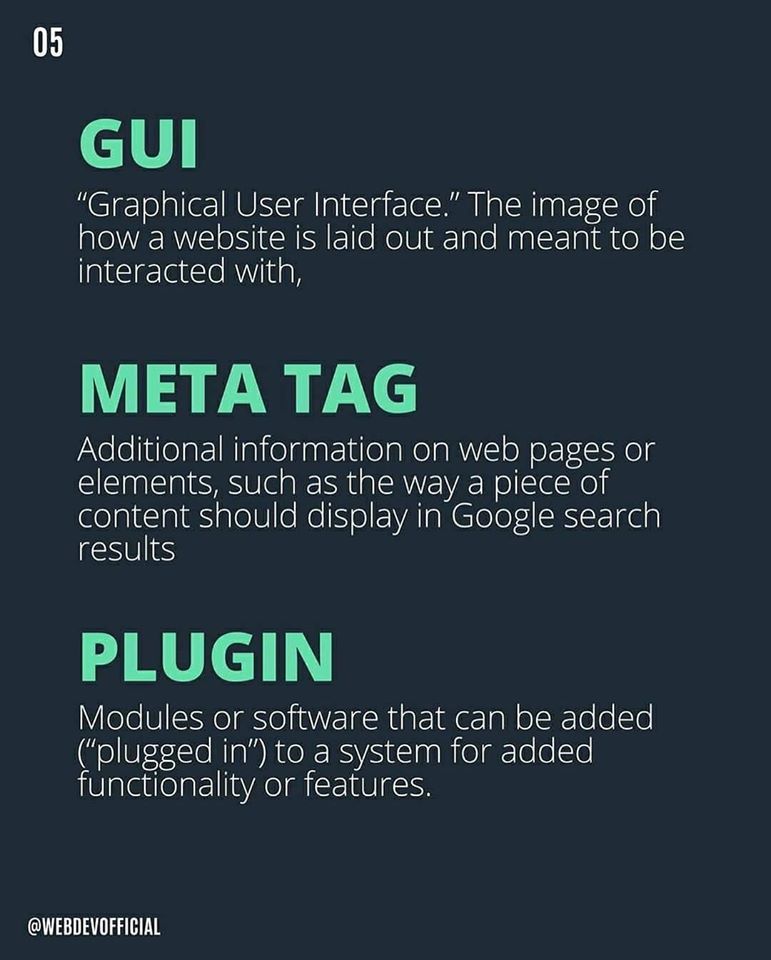 05
GUI
“Graphical User Interface.” The image of
how a website is laid out and meant to be
interacted with,
META TAG
Additional information on web pages or
elements, such as the way a piece of
content should display in Google search
results
PLUGIN
Modules or software that can be added
(“plugged in”) to a system for added
functionality or features.
@WEBDEVOFFICIAL